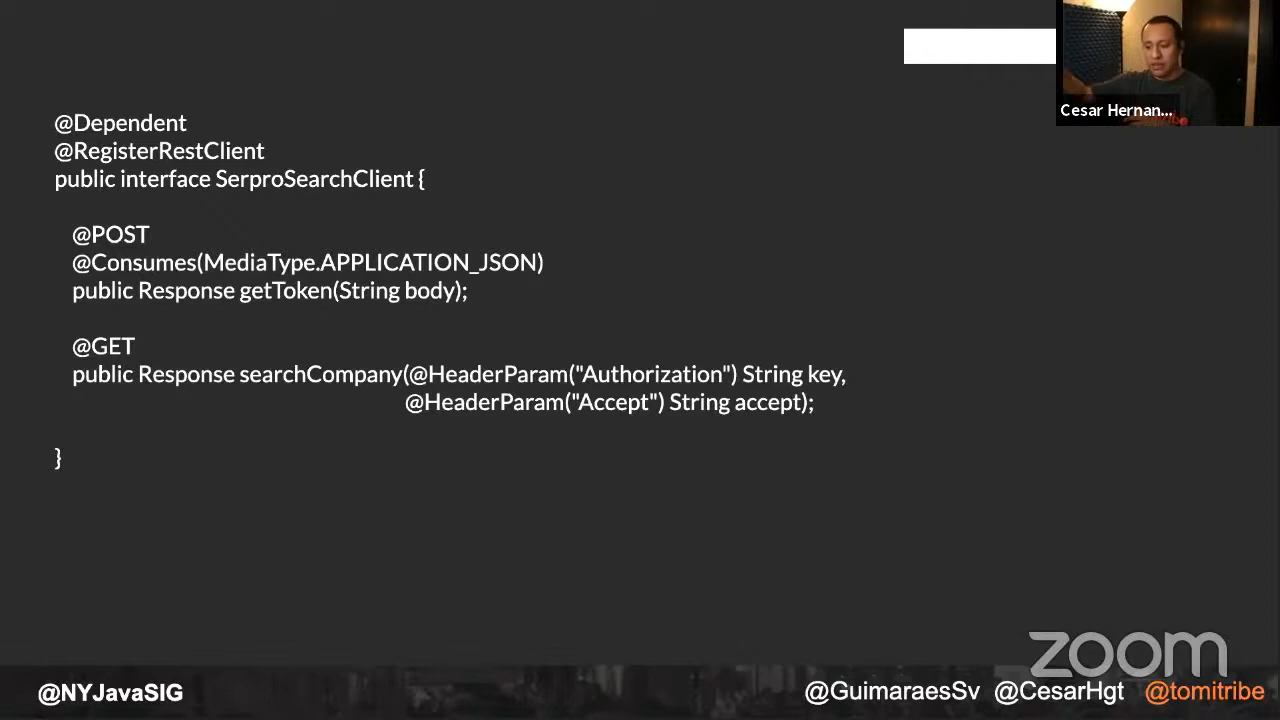 Cesar Hernan...
@Dependent
@RegisterRestClient
public interface SerproSearchClient {
@POST
@Consumes(MediaType.APPLICATION_JSON)
public Response getToken(String body);
@GET
public Response searchCompany(@HeaderParam("Authorization") String key,
@HeaderParam("Accept") String accept);
}
zoom
@NYJavaSIG
@GuimaraesSv @CesarHgt @tomitribe